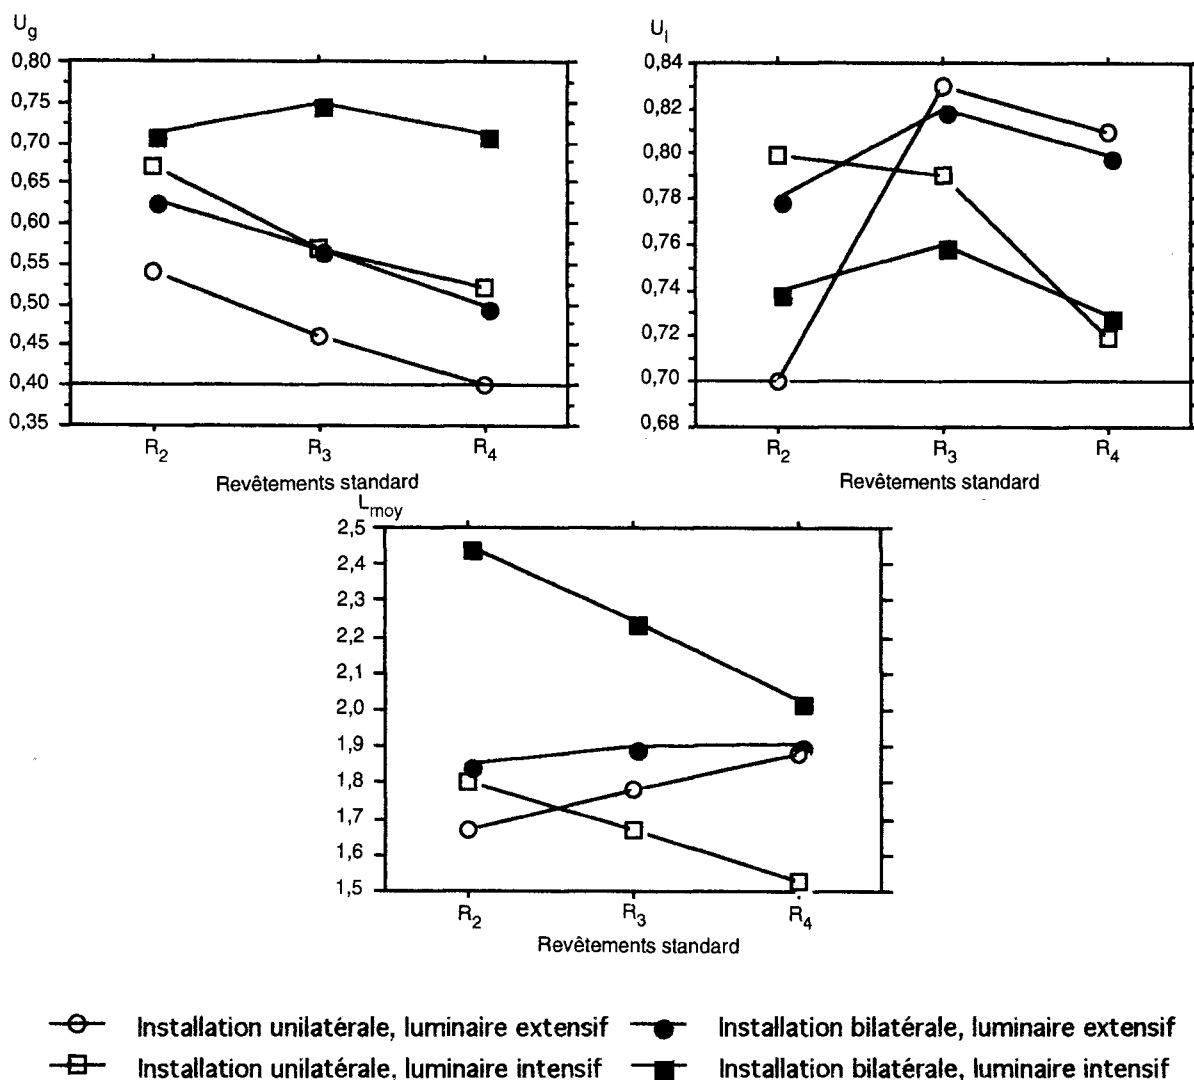 U_g
0,80
0,75
0,70
0,65
0,60
0,55
0,50
0,45
0,40
0,35
R_2 R_3 R_4
Revêtements standard
U_l
0,84
0,82
0,80
0,78
0,76
0,74
0,72
0,70
0,68
R_2 R_3 R_4
Revêtements standard
L_moy
2,5
2,4
2,3
2,2
2,1
2,0
1,9
1,8
1,7
1,6
1,5
R_2 R_3 R_4
Revêtements standard
Installation unilatérale, luminaire extensif
Installation bilatérale, luminaire extensif
Installation unilatérale, luminaire intensif
Installation bilatérale, luminaire intensif